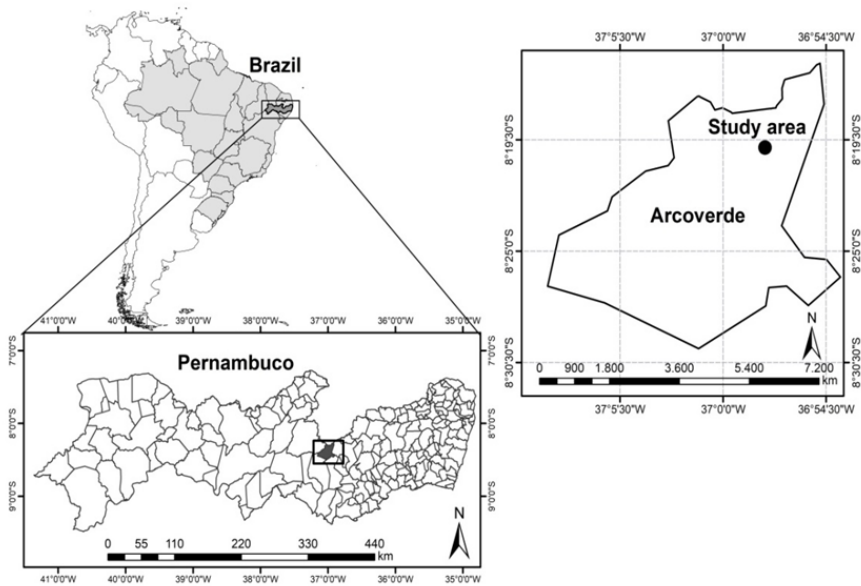 Brazil
41°0'0"W 40°0'0"W 39°0'0"W 38°0'0"W 37°0'0"W 36°0'0"W 35°0'0"W
Pernambuco
7°0'0"S
8°0'0"S
9°0'0"S
7°0'0"S
8°0'0"S
9°0'0"S
N
0 55 110 220 330 440
km
41°0'0"W 40°0'0"W 39°0'0"W 38°0'0"W 37°0'0"W 36°0'0"W 35°0'0"W
37°5'30"W 37°0'0"W 36°54'30"W
Study area
Arcoverde
8°19'30"S
8°25'0"S
8°30'30"S
8°19'30"S
8°25'0"S
8°30'30"S
N
0 900 1.800 3.600 5.400 7.200
km
37°5'30"W 37°0'0"W 36°54'30"W